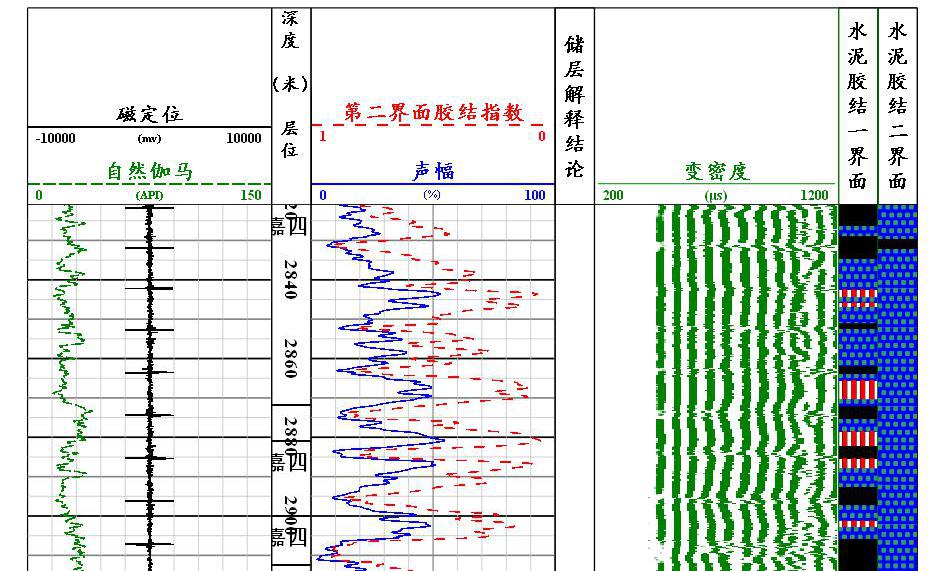 磁定位
-10000 (mv) 10000
自然伽马
0 (API) 150
深度(米)
层位
第二界面胶结指数
1 0
声幅
0 (%) 100
储层解释结论
变密度
200 (μs) 1200
水泥胶结一界面
水泥胶结二界面
嘉四
2840
2860
2880
嘉四
2900
嘉四